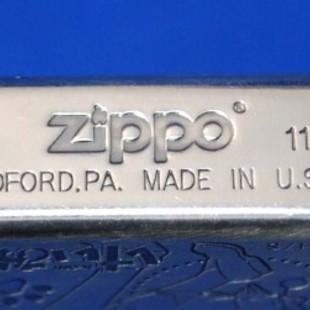 zippo® 11
DFORD,PA. MADE IN U.S